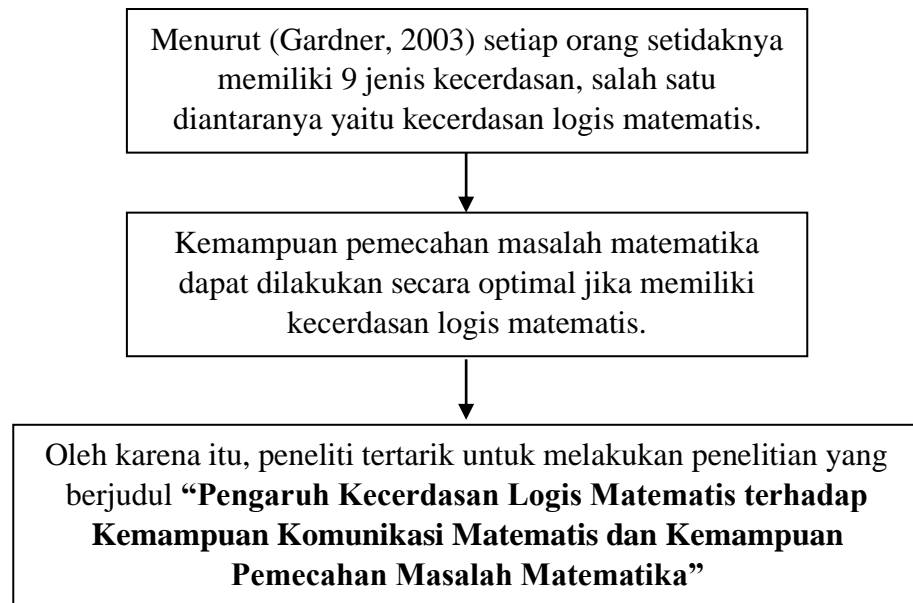 Menurut (Gardner, 2003) setiap orang setidaknya
memiliki 9 jenis kecerdasan, salah satu
diantaranya yaitu kecerdasan logis matematis.
Kemampuan pemecahan masalah matematika
dapat dilakukan secara optimal jika memiliki
kecerdasan logis matematis.
Oleh karena itu, peneliti tertarik untuk melakukan penelitian yang
berjudul “Pengaruh Kecerdasan Logis Matematis terhadap
Kemampuan Komunikasi Matematis dan Kemampuan
Pemecahan Masalah Matematika”